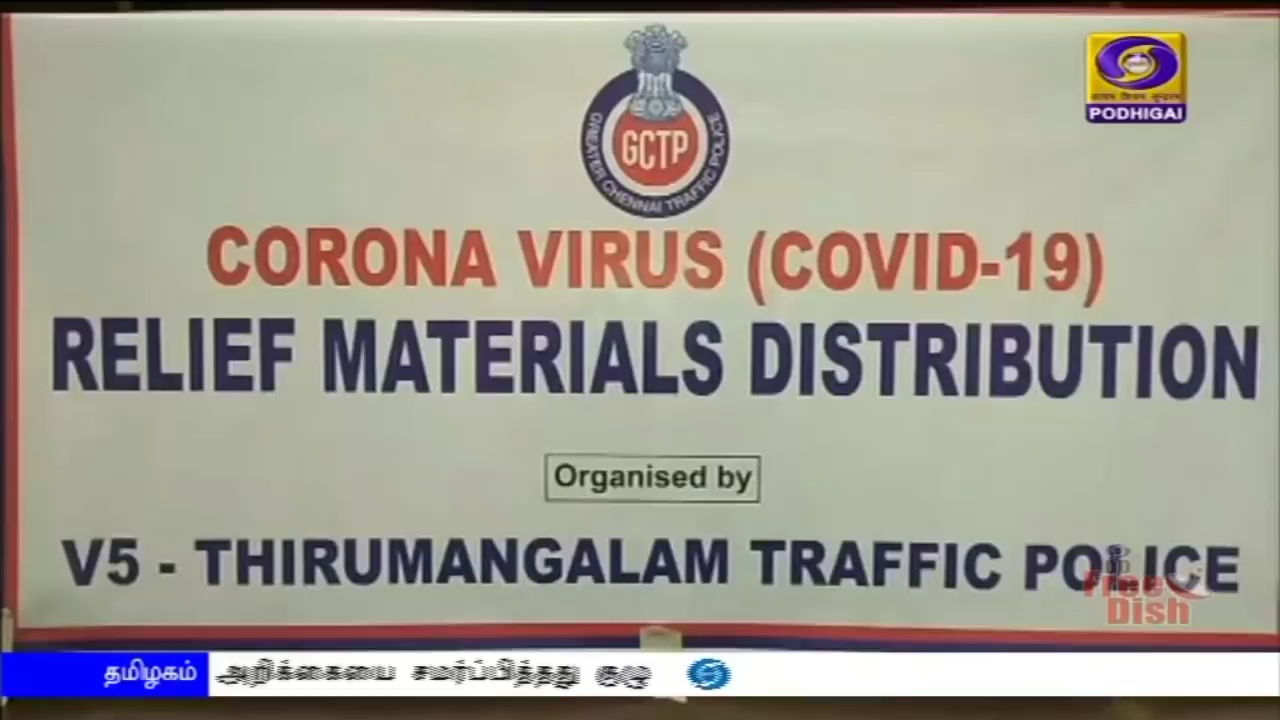 GREATER CHENNAI TRAFFIC POLICE
GCTP
PODHIGAI
CORONA VIRUS (COVID-19)
RELIEF MATERIALS DISTRIBUTION
Organised by
V5 - THIRUMANGALAM TRAFFIC POLICE
Free
Dish
தமிழகம்
அறிக்கையை சமர்ப்பித்தது குழு